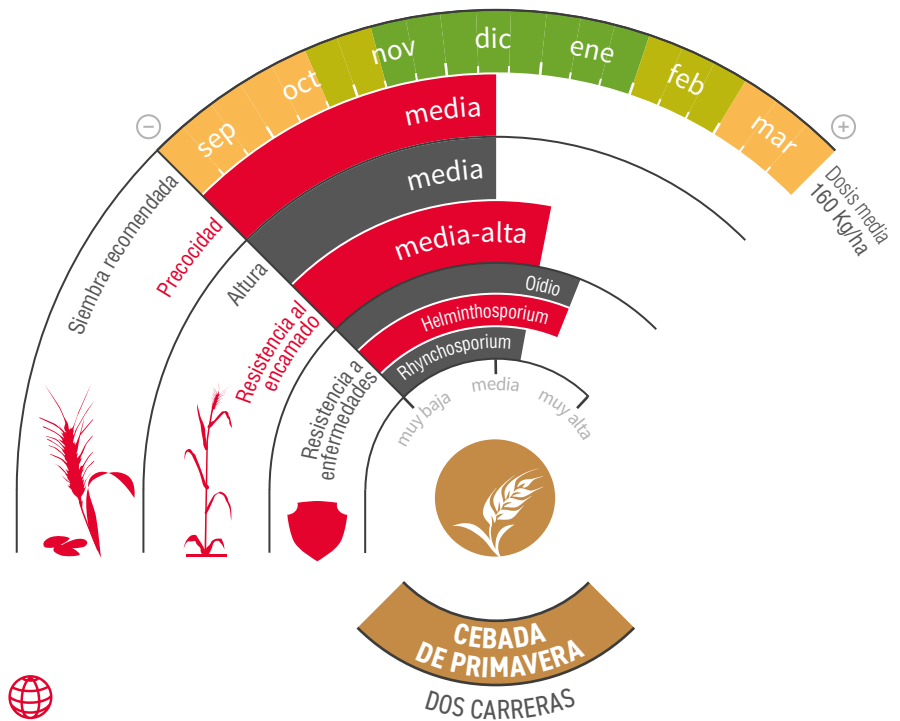 sep
oct
nov
dic
ene
feb
mar
−
+
Dosis media
160 Kg/ha
Siembra recomendada
Precocidad
media
Altura
media
Resistencia al
encamado
media-alta
Resistencia a
enfermedades
Oídio
Helminthosporium
Rhynchosporium
muy baja
media
muy alta
CEBADA
DE PRIMAVERA
DOS CARRERAS